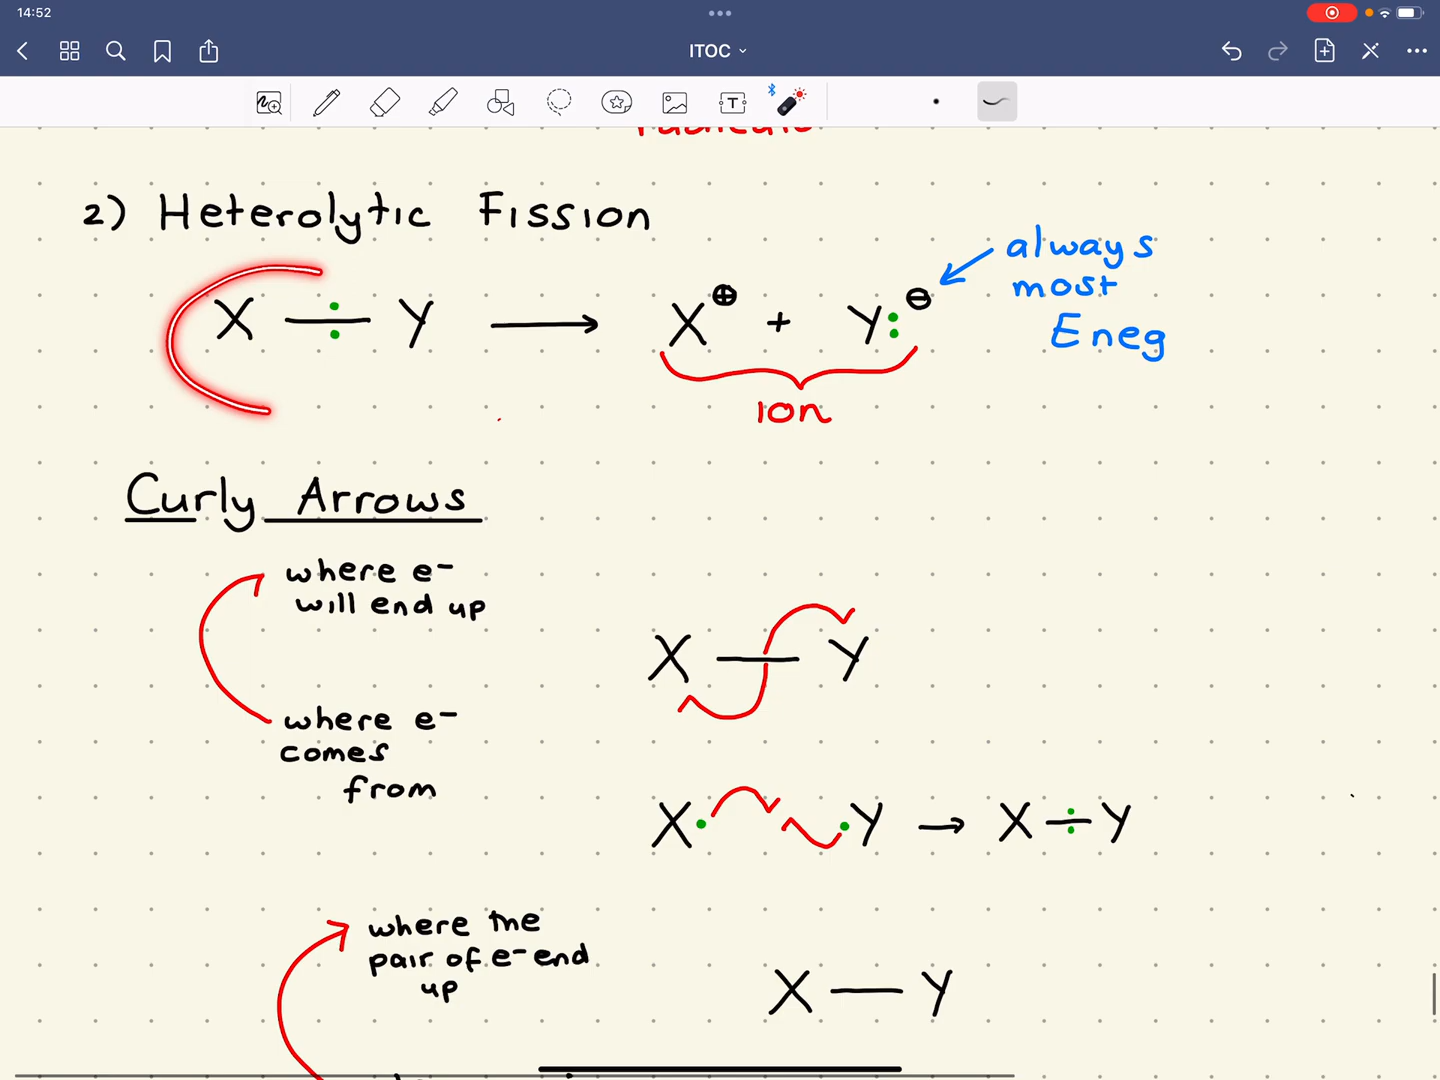 14:52
ITOC
T
2) Heterolytic Fission
X — Y → X⊕ + Y:⊖
always
most
Eneg
ion
Curly Arrows
where e-
will end up
X — Y
where e-
comes
from
X· ·Y → X — Y
where the
pair of e- end
up
X — Y